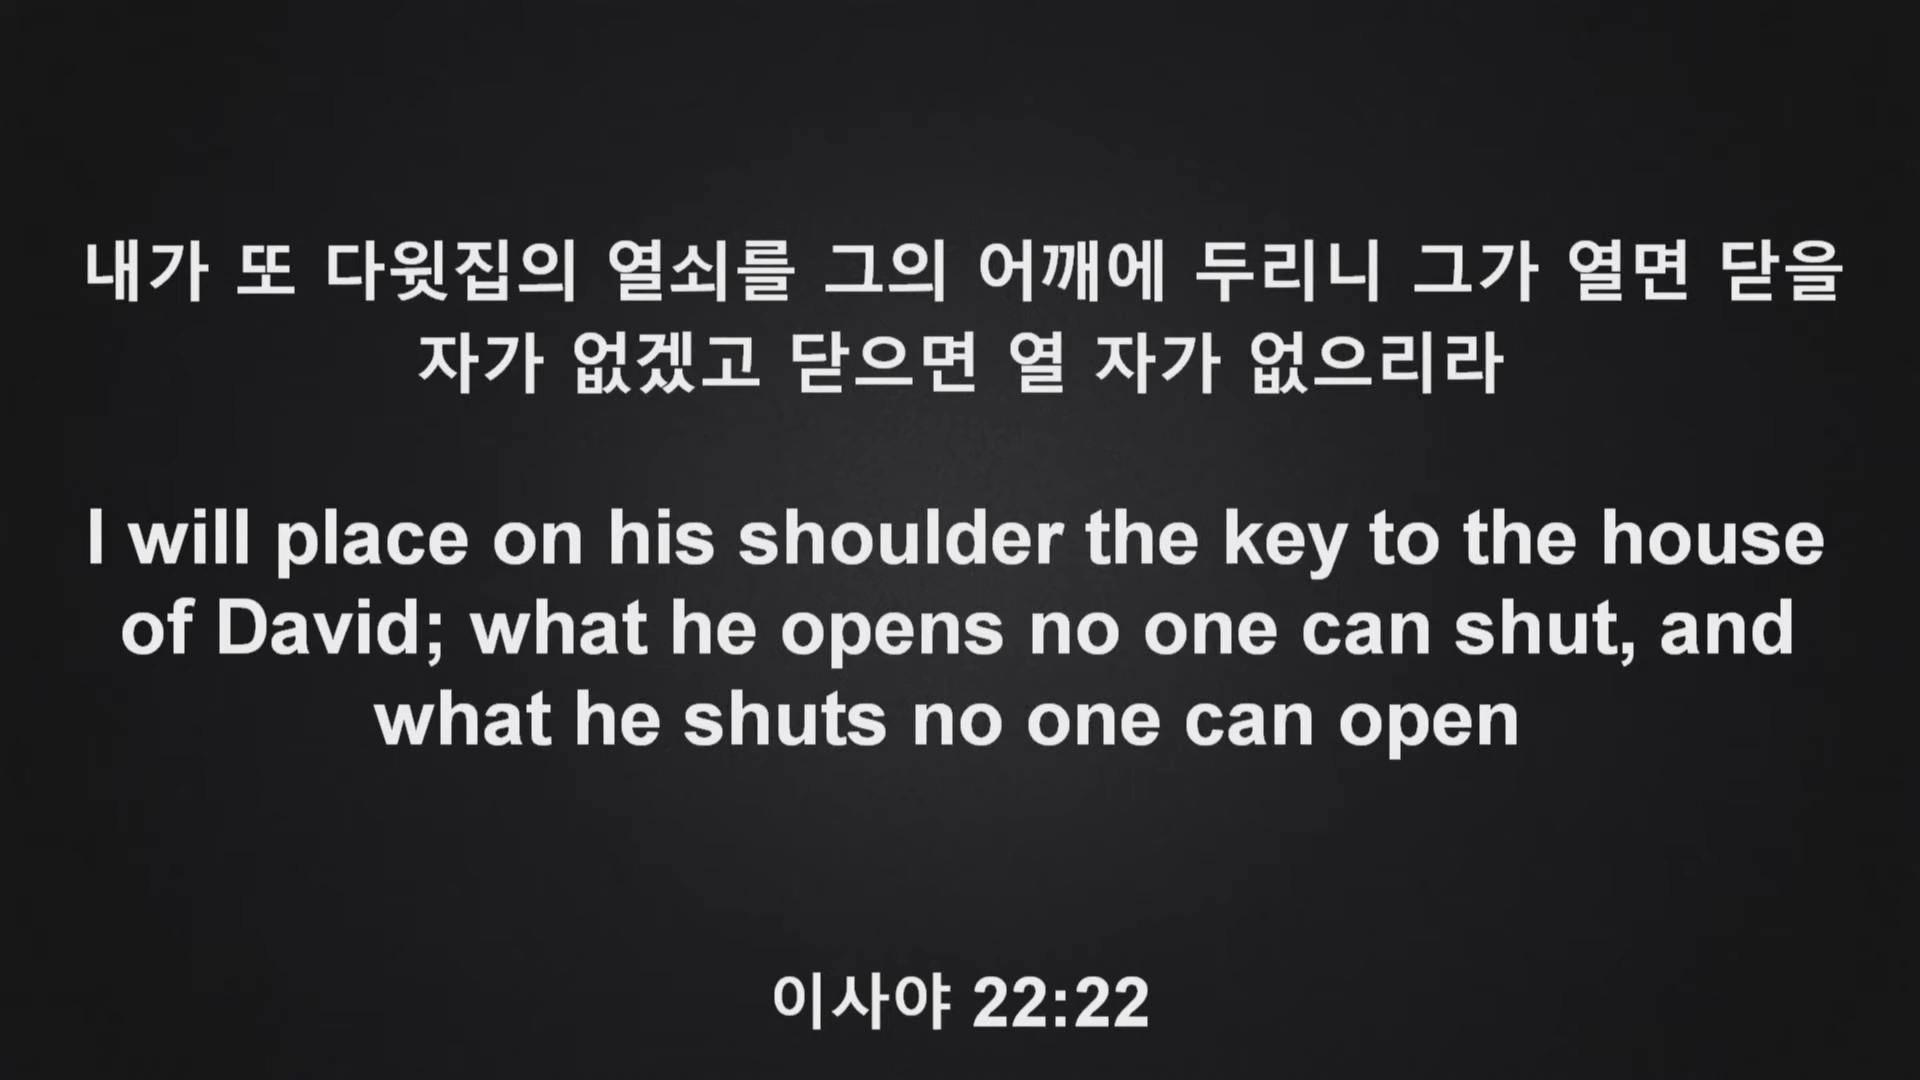 내가 또 다윗집의 열쇠를 그의 어깨에 두리니 그가 열면 닫을
자가 없겠고 닫으면 열 자가 없으리라
I will place on his shoulder the key to the house
of David; what he opens no one can shut, and
what he shuts no one can open
이사야 22:22